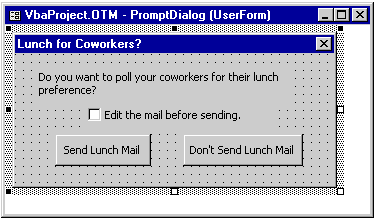 VbaProject.OTM - PromptDialog (UserForm)
Lunch for Coworkers?
Do you want to poll your coworkers for their lunch
preference?
Edit the mail before sending.
Send Lunch Mail
Don't Send Lunch Mail